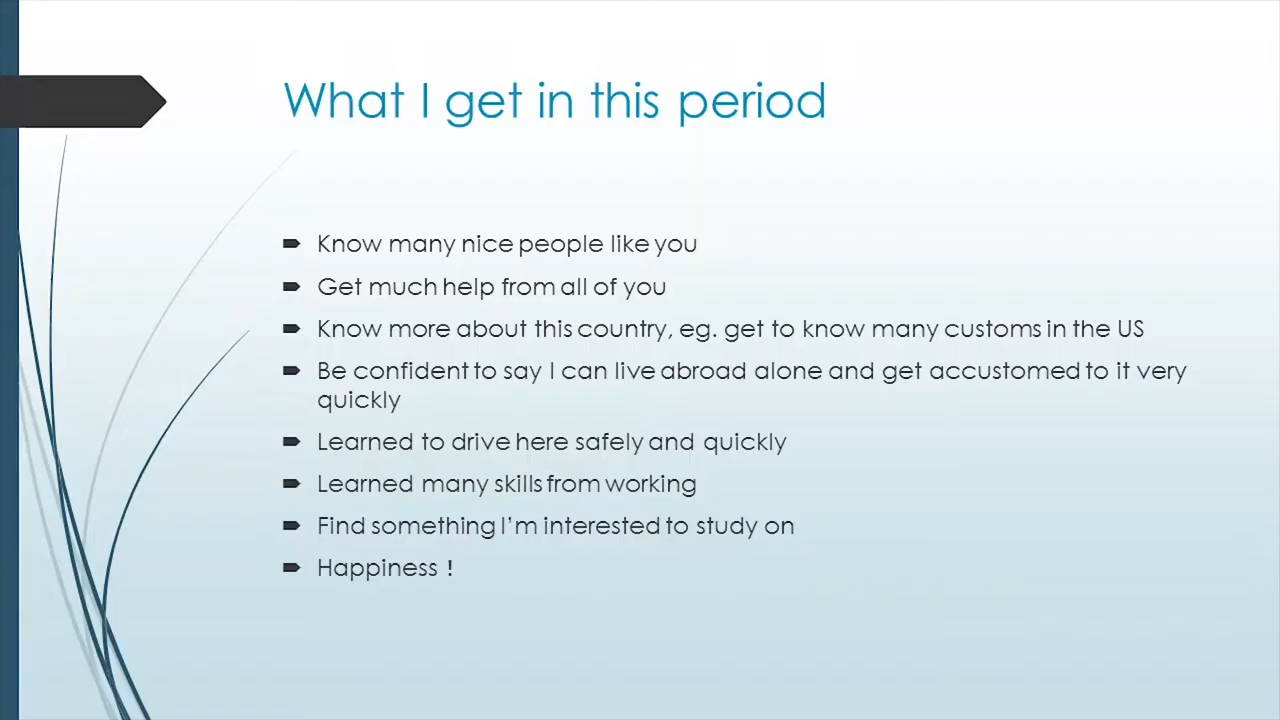 What I get in this period
Know many nice people like you
Get much help from all of you
Know more about this country, eg. get to know many customs in the US
Be confident to say I can live abroad alone and get accustomed to it very
quickly
Learned to drive here safely and quickly
Learned many skills from working
Find something I'm interested to study on
Happiness !